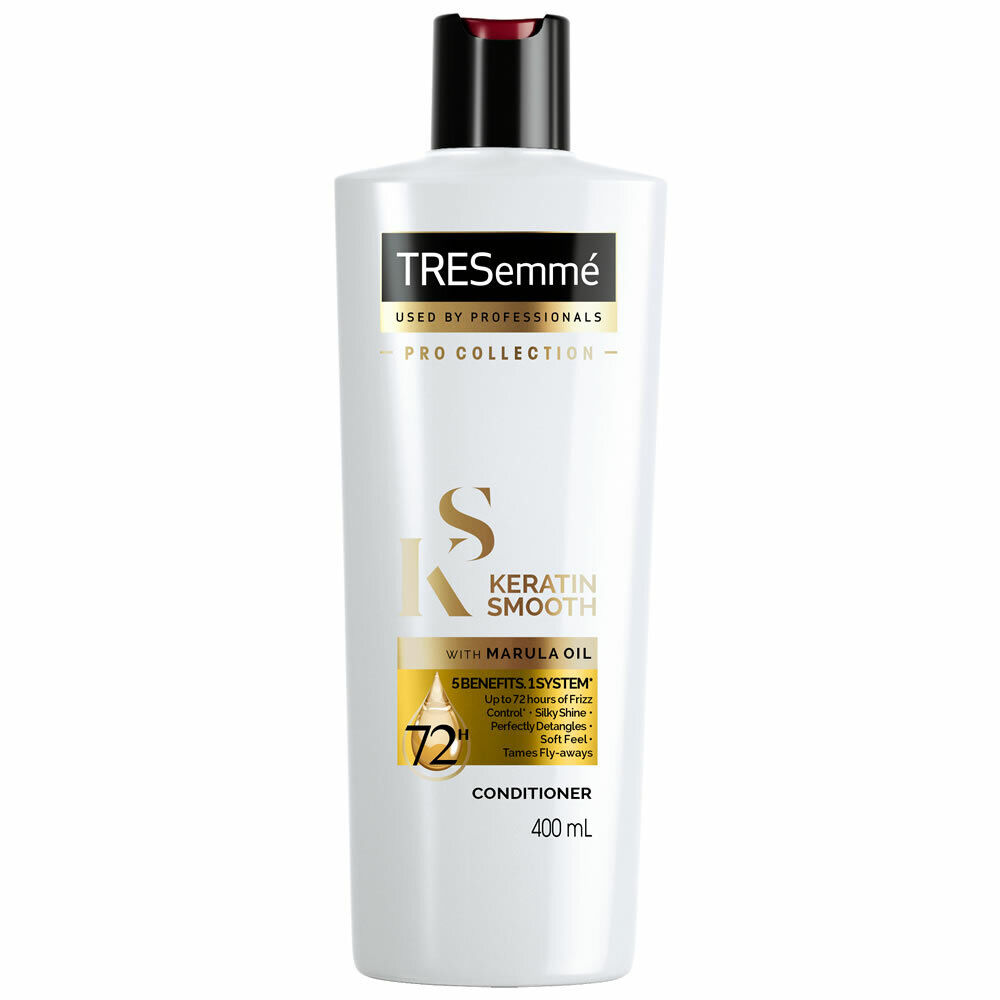 TRESemmé
USED BY PROFESSIONALS
PRO COLLECTION
KS
KERATIN
SMOOTH
WITH MARULA OIL
5 BENEFITS. 1 SYSTEM*
Up to 72 hours of Frizz
Control* • Silky Shine •
Perfectly Detangles •
Soft Feel •
Tames Fly-aways
72H
CONDITIONER
400 mL